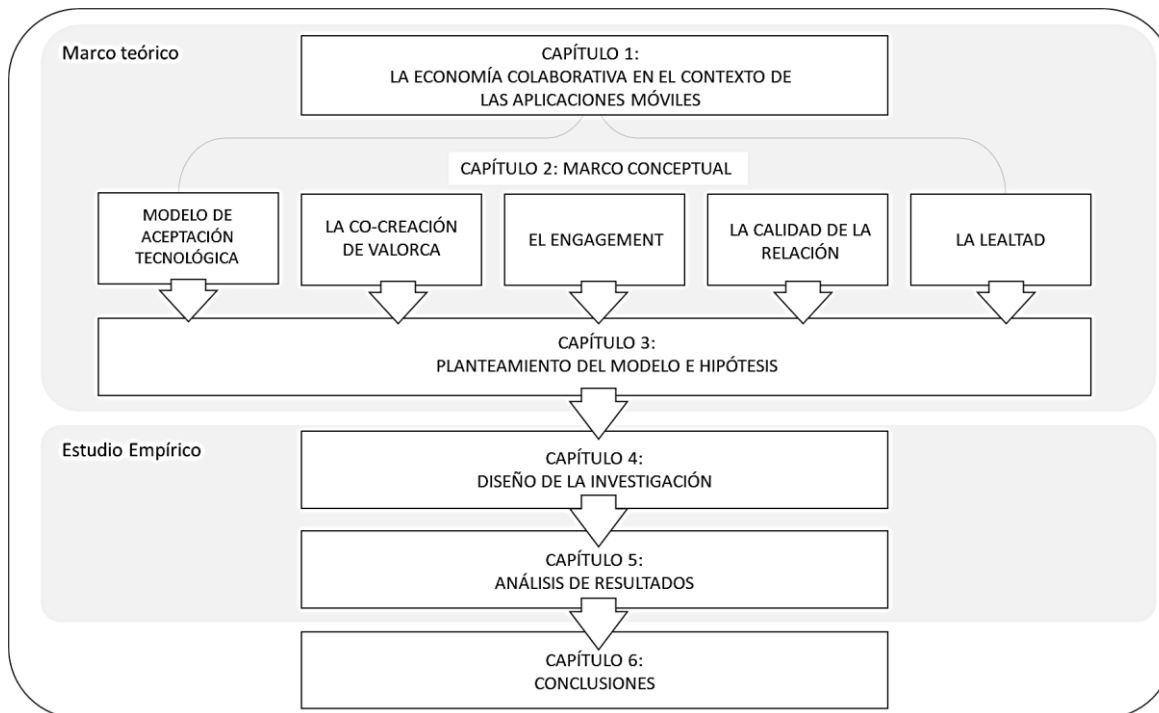 Marco teórico
CAPÍTULO 1:
LA ECONOMÍA COLABORATIVA EN EL CONTEXTO DE
LAS APLICACIONES MÓVILES
CAPÍTULO 2: MARCO CONCEPTUAL
MODELO DE
ACEPTACIÓN
TECNOLÓGICA
LA CO-CREACIÓN
DE VALORCA
EL ENGAGEMENT
LA CALIDAD DE LA
RELACIÓN
LA LEALTAD
CAPÍTULO 3:
PLANTEAMIENTO DEL MODELO E HIPÓTESIS
Estudio Empírico
CAPÍTULO 4:
DISEÑO DE LA INVESTIGACIÓN
CAPÍTULO 5:
ANÁLISIS DE RESULTADOS
CAPÍTULO 6:
CONCLUSIONES